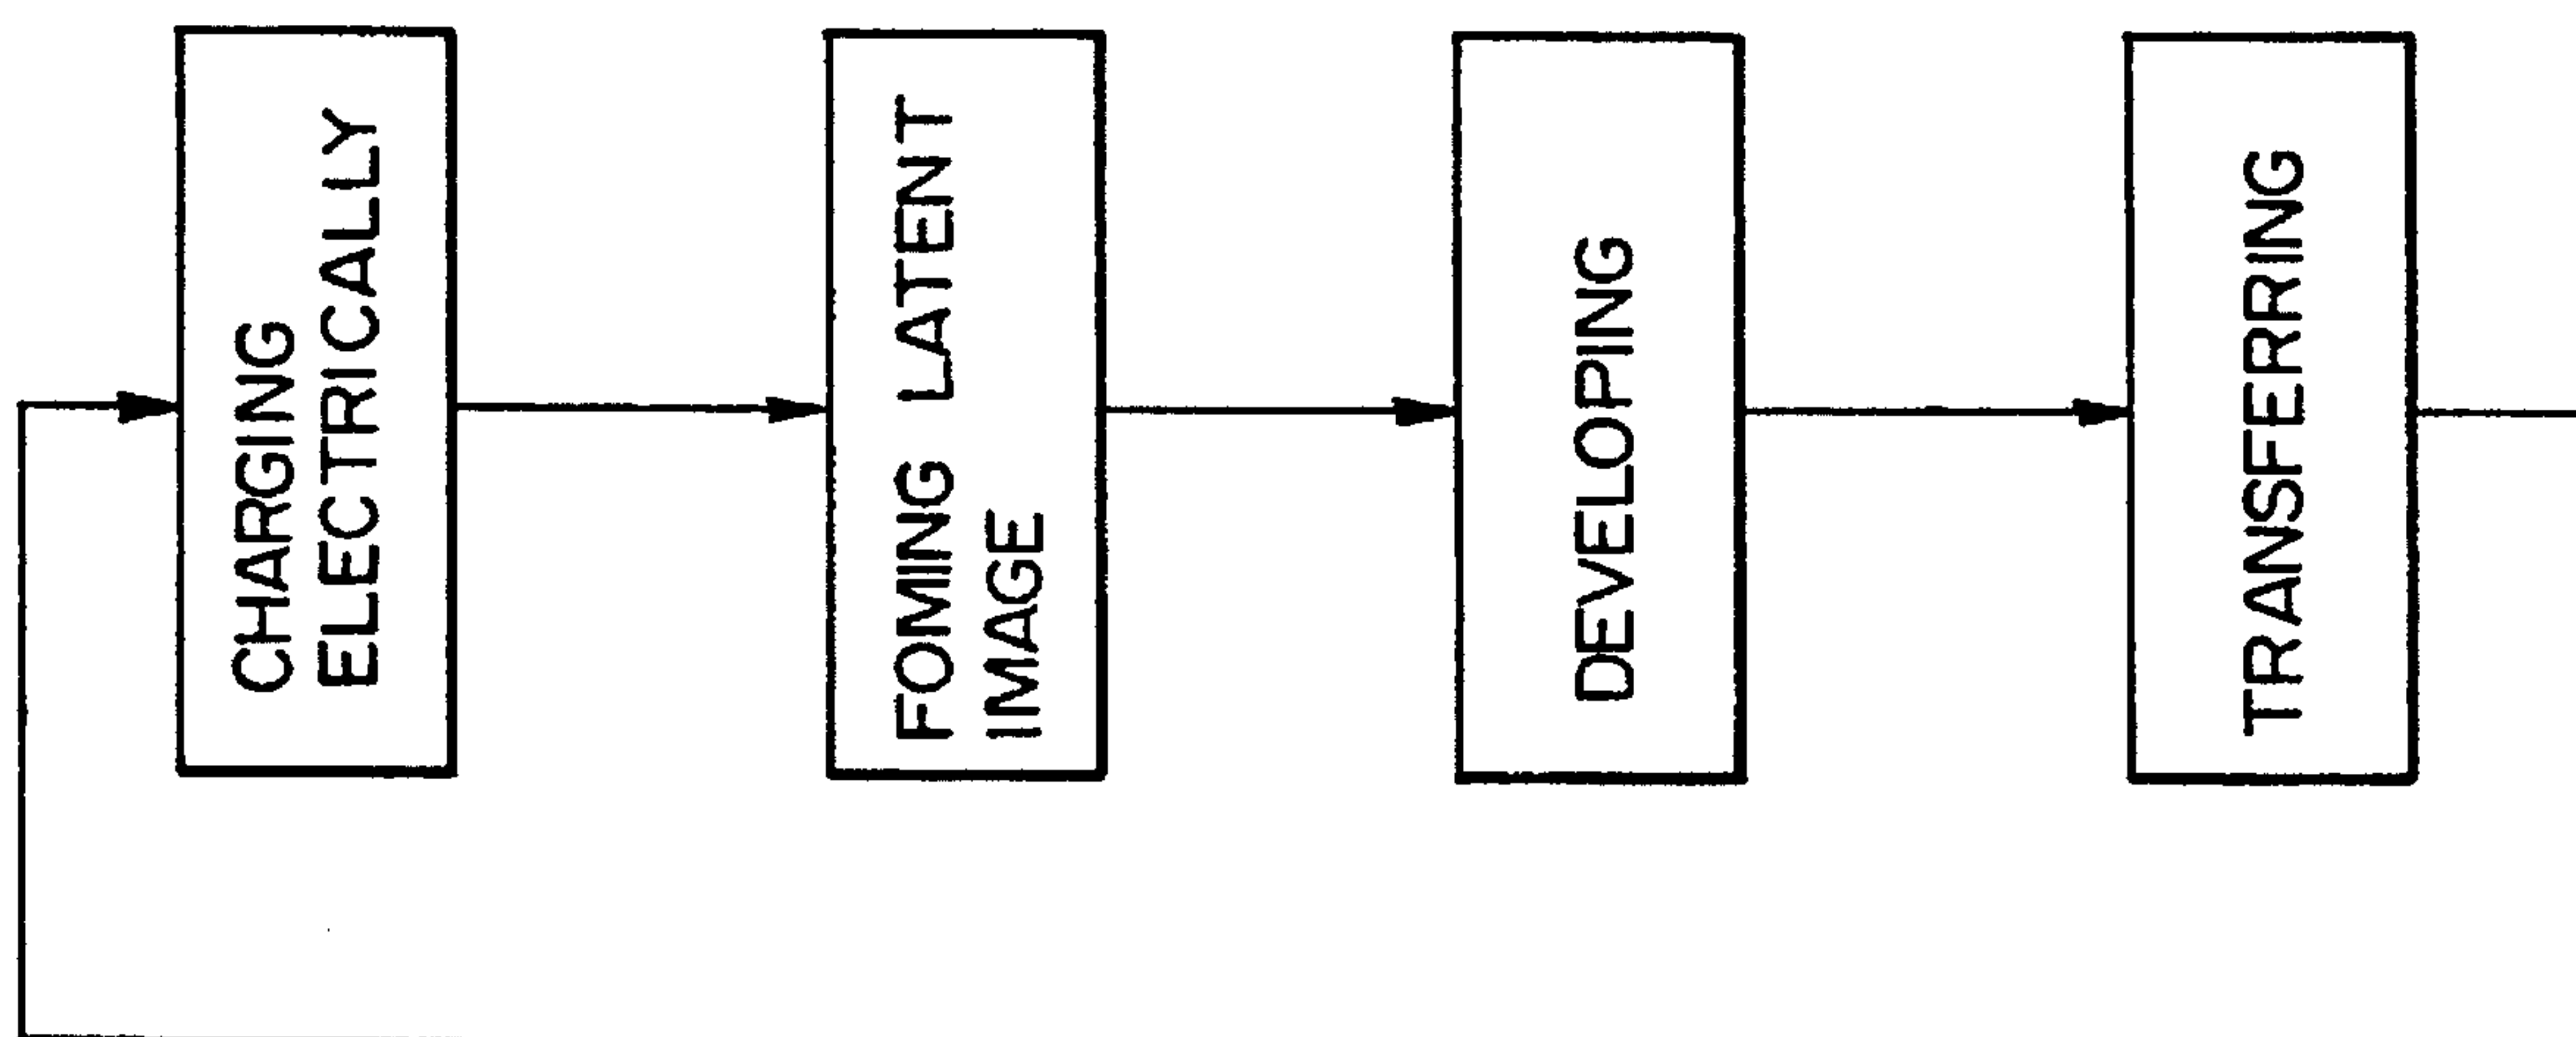 CHARGING
ELECTRICALLY
FOMING LATENT
IMAGE
DEVELOPING
TRANSFERRING